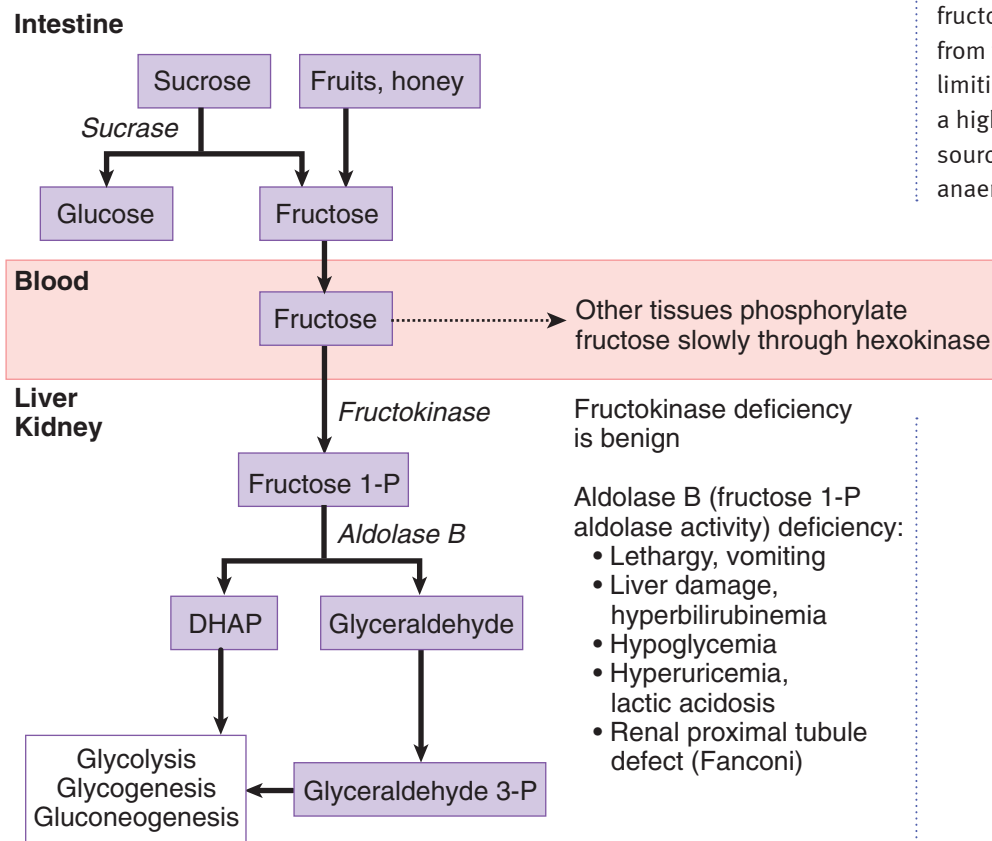 Intestine
Sucrose
Fruits, honey
Sucrase
Glucose
Fructose
Blood
Fructose
Other tissues phosphorylate
fructose slowly through hexokinase
Liver
Kidney
Fructokinase
Fructokinase deficiency
is benign
Fructose 1-P
Aldolase B
Aldolase B (fructose 1-P
aldolase activity) deficiency:
• Lethargy, vomiting
• Liver damage,
hyperbilirubinemia
• Hypoglycemia
• Hyperuricemia,
lactic acidosis
• Renal proximal tubule
defect (Fanconi)
DHAP
Glyceraldehyde
Glycolysis
Glycogenesis
Gluconeogenesis
Glyceraldehyde 3-P
from
a high